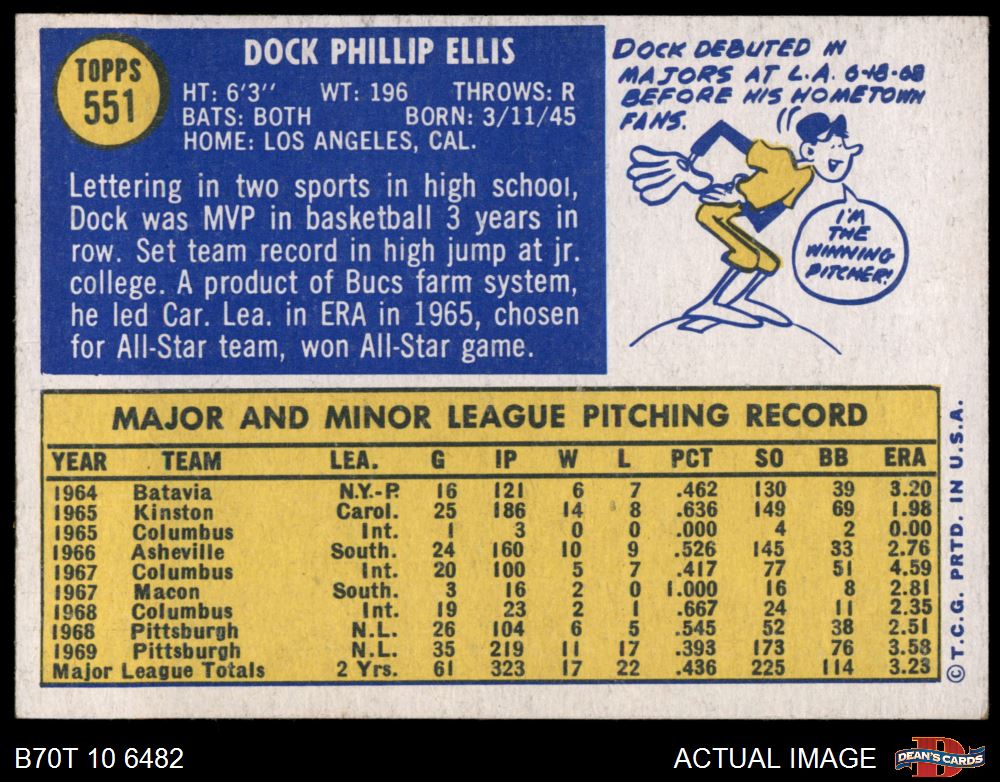 TOPPS
551
DOCK PHILLIP ELLIS
HT: 6'3'' WT: 196 THROWS: R
BATS: BOTH BORN: 3/11/45
HOME: LOS ANGELES, CAL.
Lettering in two sports in high school,
Dock was MVP in basketball 3 years in
row. Set team record in high jump at jr.
college. A product of Bucs farm system,
he led Car. Lea. in ERA in 1965, chosen
for All-Star team, won All-Star game.
DOCK DEBUTED IN
MAJORS AT L.A. 6-18-68
BEFORE HIS HOMETOWN
FANS.
I'M
THE
WINNING
PITCHER!
MAJOR AND MINOR LEAGUE PITCHING RECORD
YEAR TEAM LEA. G IP W L PCT SO BB ERA
1964 Batavia N.Y.-P. 16 121 6 7 .462 130 39 3.20
1965 Kinston Carol. 25 186 14 8 .636 149 69 1.98
1965 Columbus Int. 1 3 0 0 .000 4 2 0.00
1966 Asheville South. 24 160 10 9 .526 145 33 2.76
1967 Columbus Int. 20 100 5 7 .417 77 51 4.59
1967 Macon South. 3 16 2 0 1.000 16 8 2.81
1968 Columbus Int. 19 23 2 1 .667 24 11 2.35
1968 Pittsburgh N.L. 26 104 6 5 .545 52 38 2.51
1969 Pittsburgh N.L. 35 219 11 17 .393 173 76 3.58
Major League Totals 2 Yrs. 61 323 17 22 .436 225 114 3.23
© T.C.G. PRTD. IN U.S.A.
B70T 10 6482
ACTUAL IMAGE
D
DEAN'S CARDS